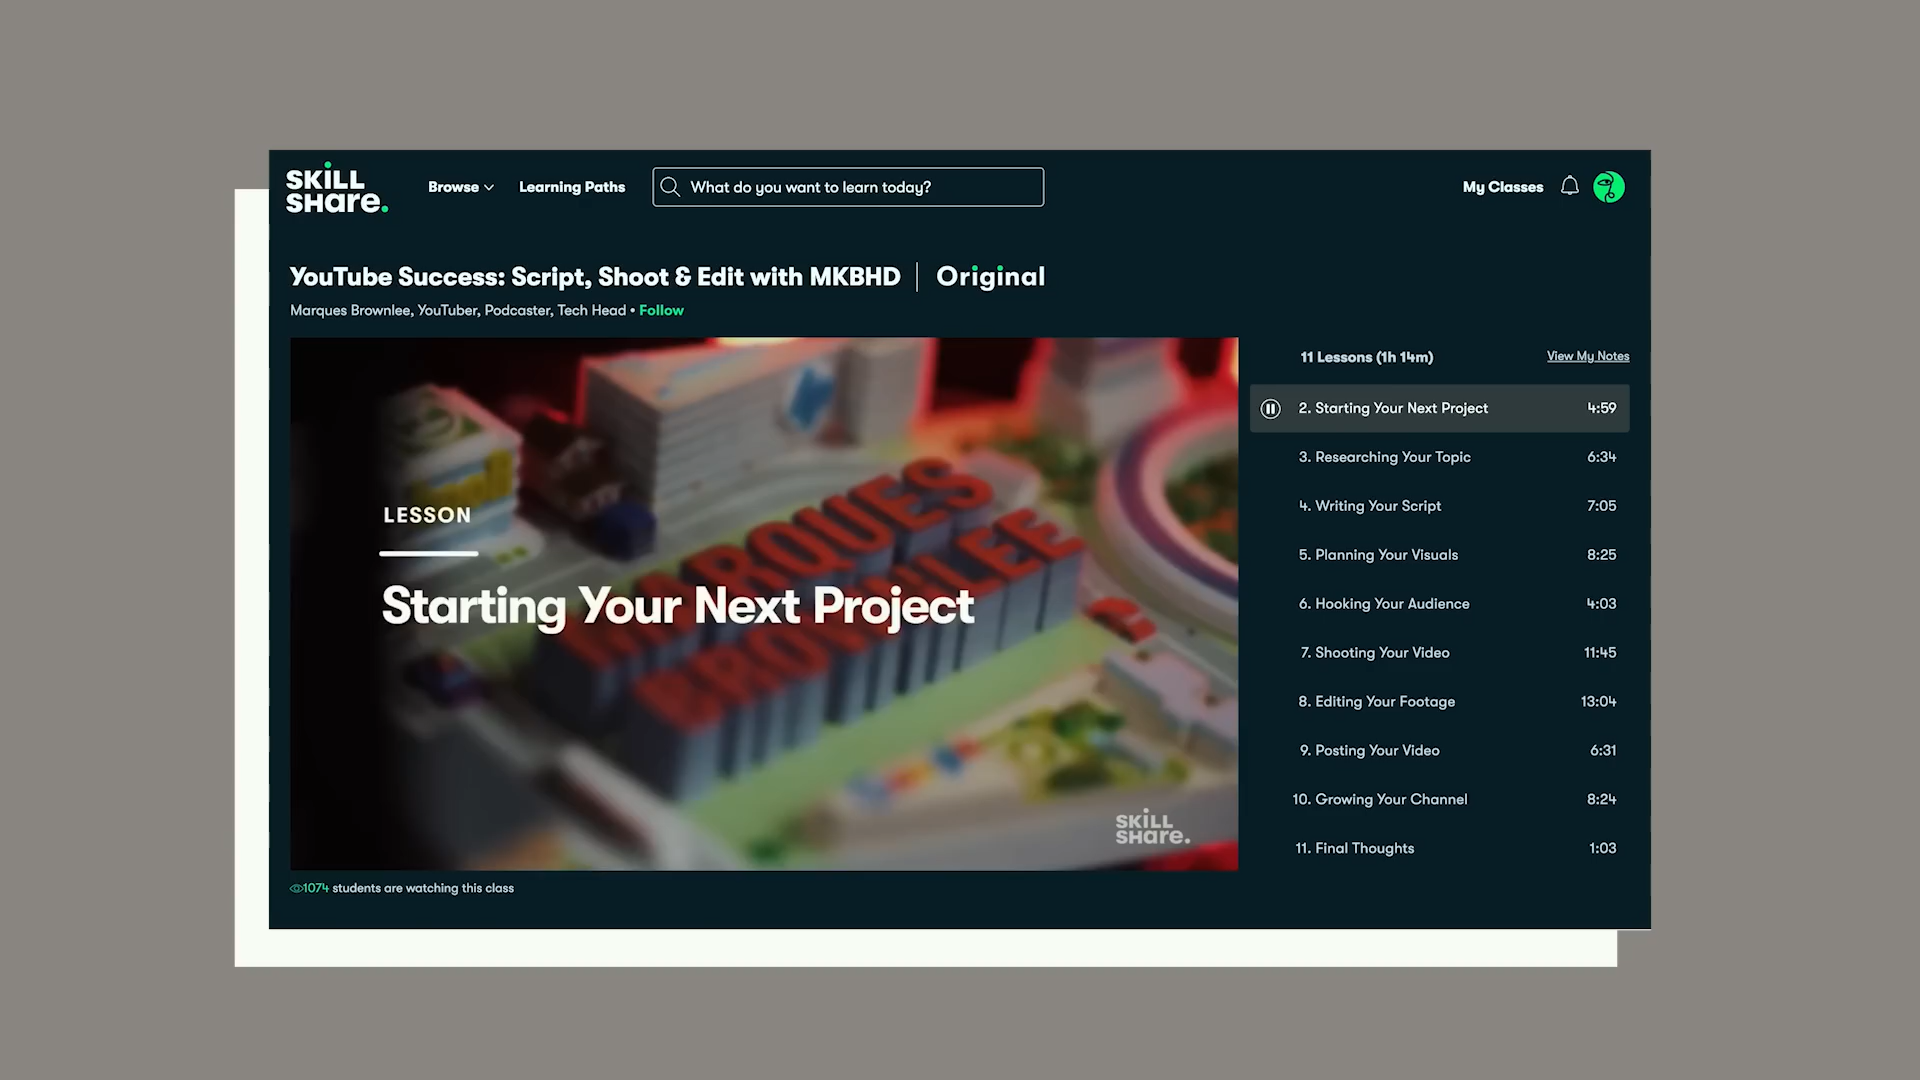 SKILL
SHare.
Browse
Learning Paths
What do you want to learn today?
My Classes
YouTube Success: Script, Shoot & Edit with MKBHD | Original
Marques Brownlee, YouTuber, Podcaster, Tech Head • Follow
LESSON
Starting Your Next Project
MARQUES
BROWNLEE
SKILL
SHare.
1074 students are watching this class
11 Lessons (1h 14m)
View My Notes
2. Starting Your Next Project 4:59
3. Researching Your Topic 6:34
4. Writing Your Script 7:05
5. Planning Your Visuals 8:25
6. Hooking Your Audience 4:03
7. Shooting Your Video 11:45
8. Editing Your Footage 13:04
9. Posting Your Video 6:31
10. Growing Your Channel 8:24
11. Final Thoughts 1:03